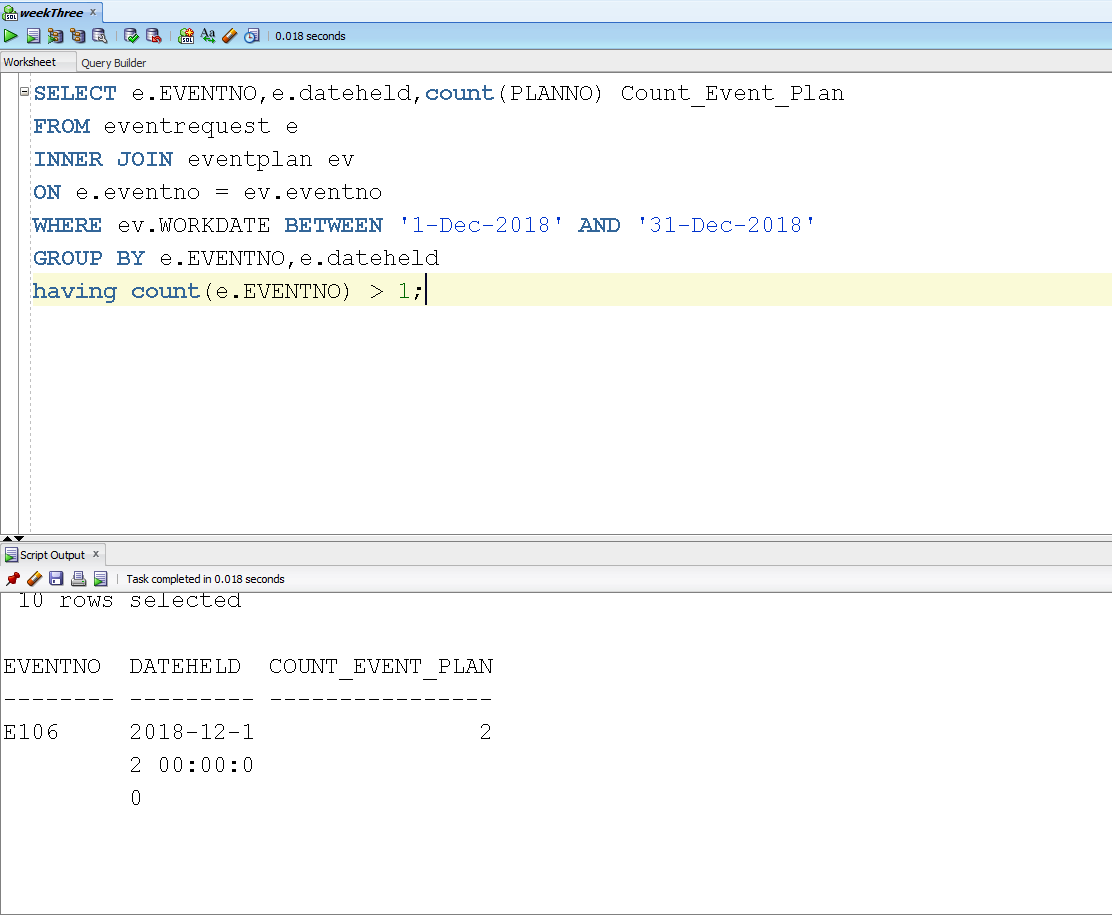 weekThree x
0.018 seconds
Worksheet Query Builder
SELECT e.EVENTNO,e.dateheld,count(PLANNO) Count_Event_Plan
FROM eventrequest e
INNER JOIN eventplan ev
ON e.eventno = ev.eventno
WHERE ev.WORKDATE BETWEEN '1-Dec-2018' AND '31-Dec-2018'
GROUP BY e.EVENTNO,e.dateheld
having count(e.EVENTNO) > 1;
Script Output x
Task completed in 0.018 seconds
10 rows selected
EVENTNO DATEHELD COUNT_EVENT_PLAN
-------- --------- ----------------
E106 2018-12-1 2
2 00:00:0
0